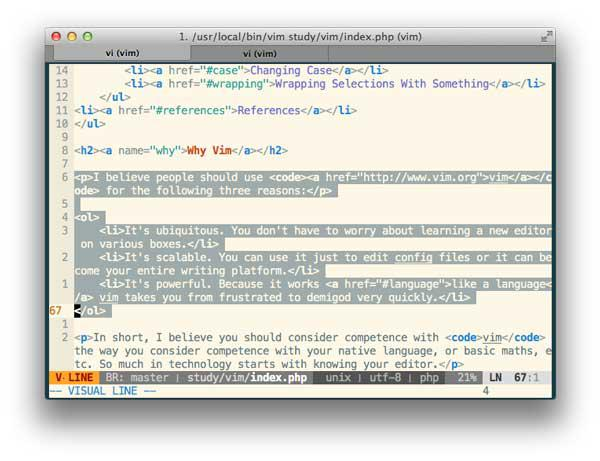 1. /usr/local/bin/vim study/vim/index.php (vim)
vi (vim) vi (vim)
14 <li><a href="#case">Changing Case</a></li>
13 <li><a href="#wrapping">Wrapping Selections With Something</a></li>
12 </ul>
11 <li><a href="#references">References</a></li>
10 </ul>
9
8 <h2><a name="why">Why Vim</a></h2>
7
6 <p>I believe people should use <code><a href="http://www.vim.org">vim</a></c
ode> for the following three reasons:</p>
5
4 <ol>
3 <li>It's ubiquitous. You don't have to worry about learning a new editor
on various boxes.</li>
2 <li>It's scalable. You can use it just to edit config files or it can be
come your entire writing platform.</li>
1 <li>It's powerful. Because it works <a href="#language">like a language<
/a> vim takes you from frustrated to demigod very quickly.</li>
67 </ol>
1
2 <p>In short, I believe you should consider competence with <code>vim</code>
the way you consider competence with your native language, or basic maths, e
tc. So much in technology starts with knowing your editor.</p>
V·LINE BR: master | study/vim/index.php unix | utf-8 | php 21% LN 67:1
-- VISUAL LINE -- 4